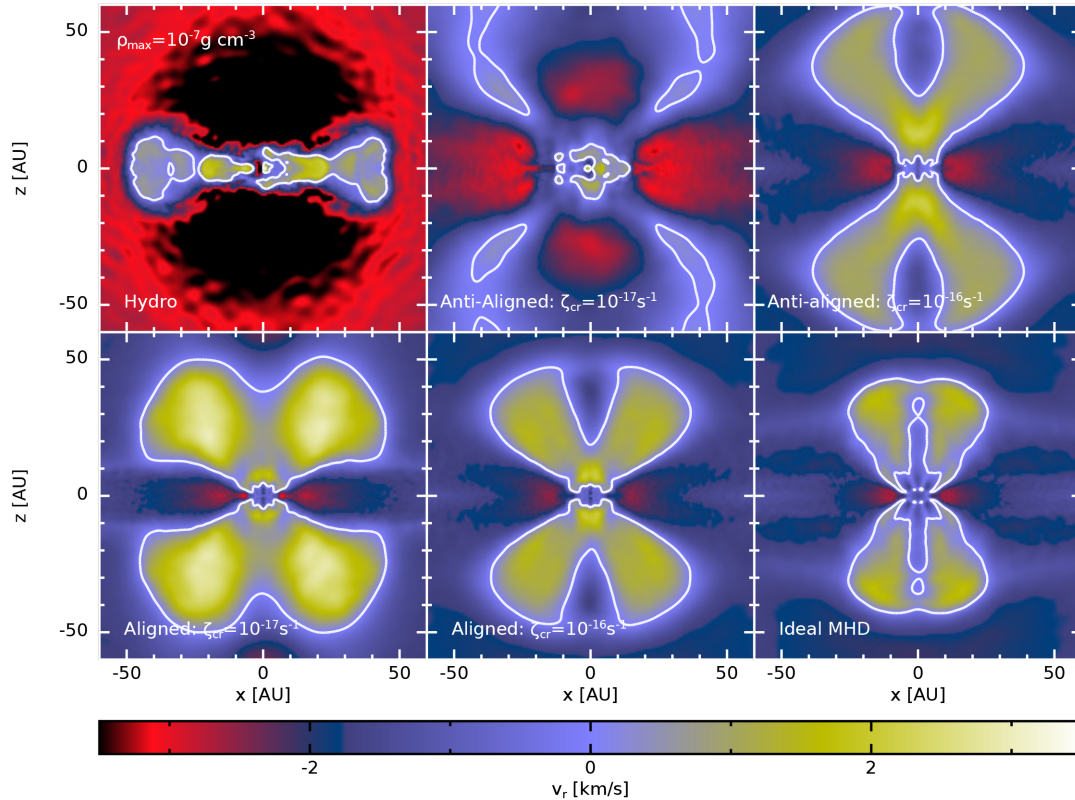 ρmax=10⁻⁷g cm⁻³
50
0
-50
z [AU]
Hydro
Anti-Aligned: ζcr=10⁻¹⁷s⁻¹
Anti-aligned: ζcr=10⁻¹⁶s⁻¹
50
0
-50
z [AU]
Aligned: ζcr=10⁻¹⁷s⁻¹
Aligned: ζcr=10⁻¹⁶s⁻¹
Ideal MHD
-50 0 50 -50 0 50 -50 0 50
x [AU] x [AU] x [AU]
-2 0 2
vr [km/s]